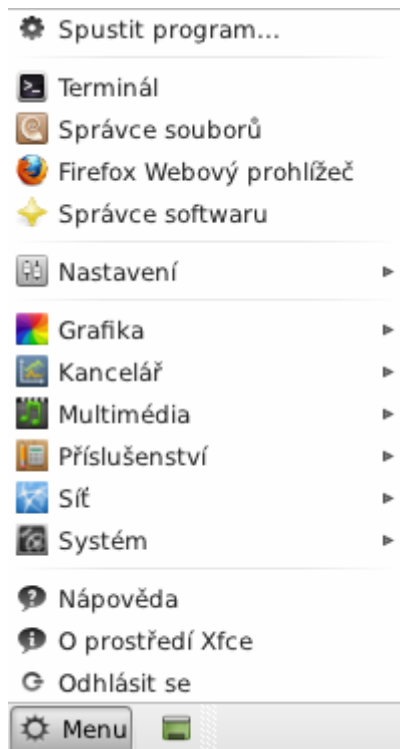 Spustit program...
Terminál
Správce souborů
Firefox Webový prohlížeč
Správce softwaru
Nastavení
Grafika
Kancelář
Multimédia
Příslušenství
Síť
Systém
Nápověda
O prostředí Xfce
Odhlásit se
Menu